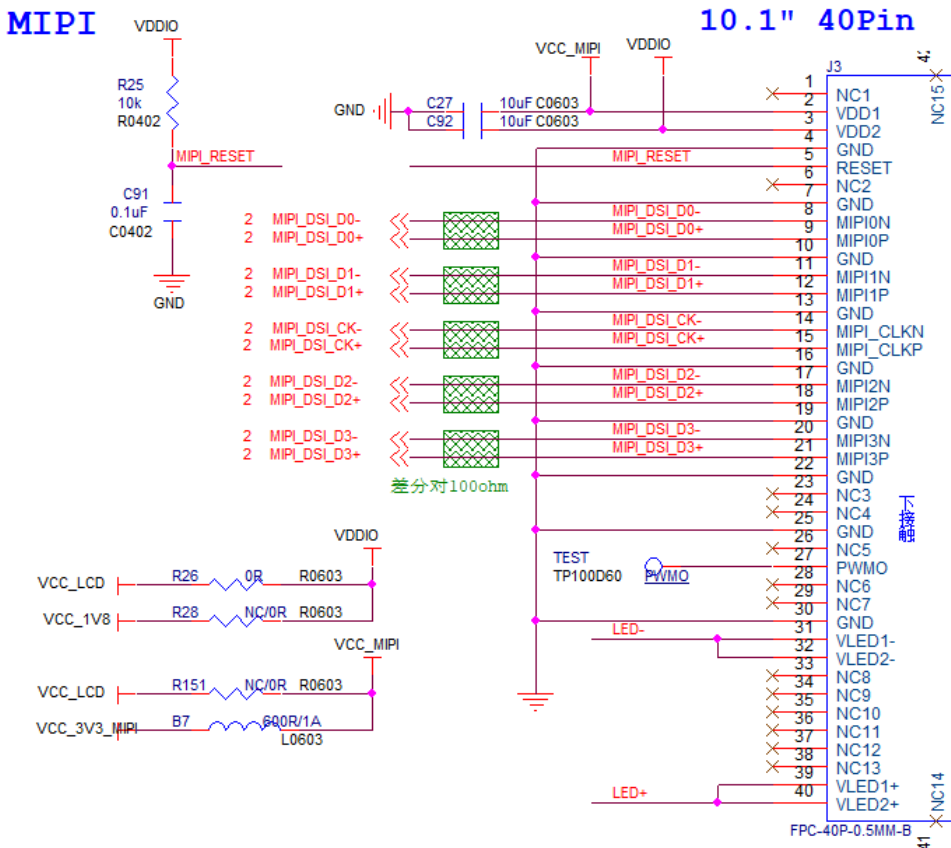 MIPI
10.1" 40Pin
VDDIO
R25
10k
R0402
MIPI_RESET
C91
0.1uF
C0402
GND
VCC_MIPI
VDDIO
GND
C27
10uF C0603
C92
10uF C0603
MIPI_RESET
2 MIPI_DSI_D0-
2 MIPI_DSI_D0+
2 MIPI_DSI_D1-
2 MIPI_DSI_D1+
2 MIPI_DSI_CK-
2 MIPI_DSI_CK+
2 MIPI_DSI_D2-
2 MIPI_DSI_D2+
2 MIPI_DSI_D3-
2 MIPI_DSI_D3+
差分对100ohm
MIPI_DSI_D0-
MIPI_DSI_D0+
MIPI_DSI_D1-
MIPI_DSI_D1+
MIPI_DSI_CK-
MIPI_DSI_CK+
MIPI_DSI_D2-
MIPI_DSI_D2+
MIPI_DSI_D3-
MIPI_DSI_D3+
VDDIO
VCC_LCD
R26
0R
R0603
VCC_1V8
R28
NC/0R
R0603
VCC_MIPI
VCC_LCD
R151
NC/0R
R0603
VCC_3V3_MIPI
B7
600R/1A
L0603
TEST
TP100D60
PWMO
LED-
LED+
J3
42
NC15
1 NC1
2 VDD1
3 VDD2
4 GND
5 RESET
6 NC2
7 GND
8 MIPI0N
9 MIPI0P
10 GND
11 MIPI1N
12 MIPI1P
13 GND
14 MIPI_CLKN
15 MIPI_CLKP
16 GND
17 MIPI2N
18 MIPI2P
19 GND
20 MIPI3N
21 MIPI3P
22 GND
23 NC3
24 NC4
25 GND
26 NC5
27 PWMO
28 NC6
29 NC7
30 GND
31 VLED1-
32 VLED2-
33 NC8
34 NC9
35 NC10
36 NC11
37 NC12
38 NC13
39 VLED1+
40 VLED2+
下接触
NC14
41
FPC-40P-0.5MM-B